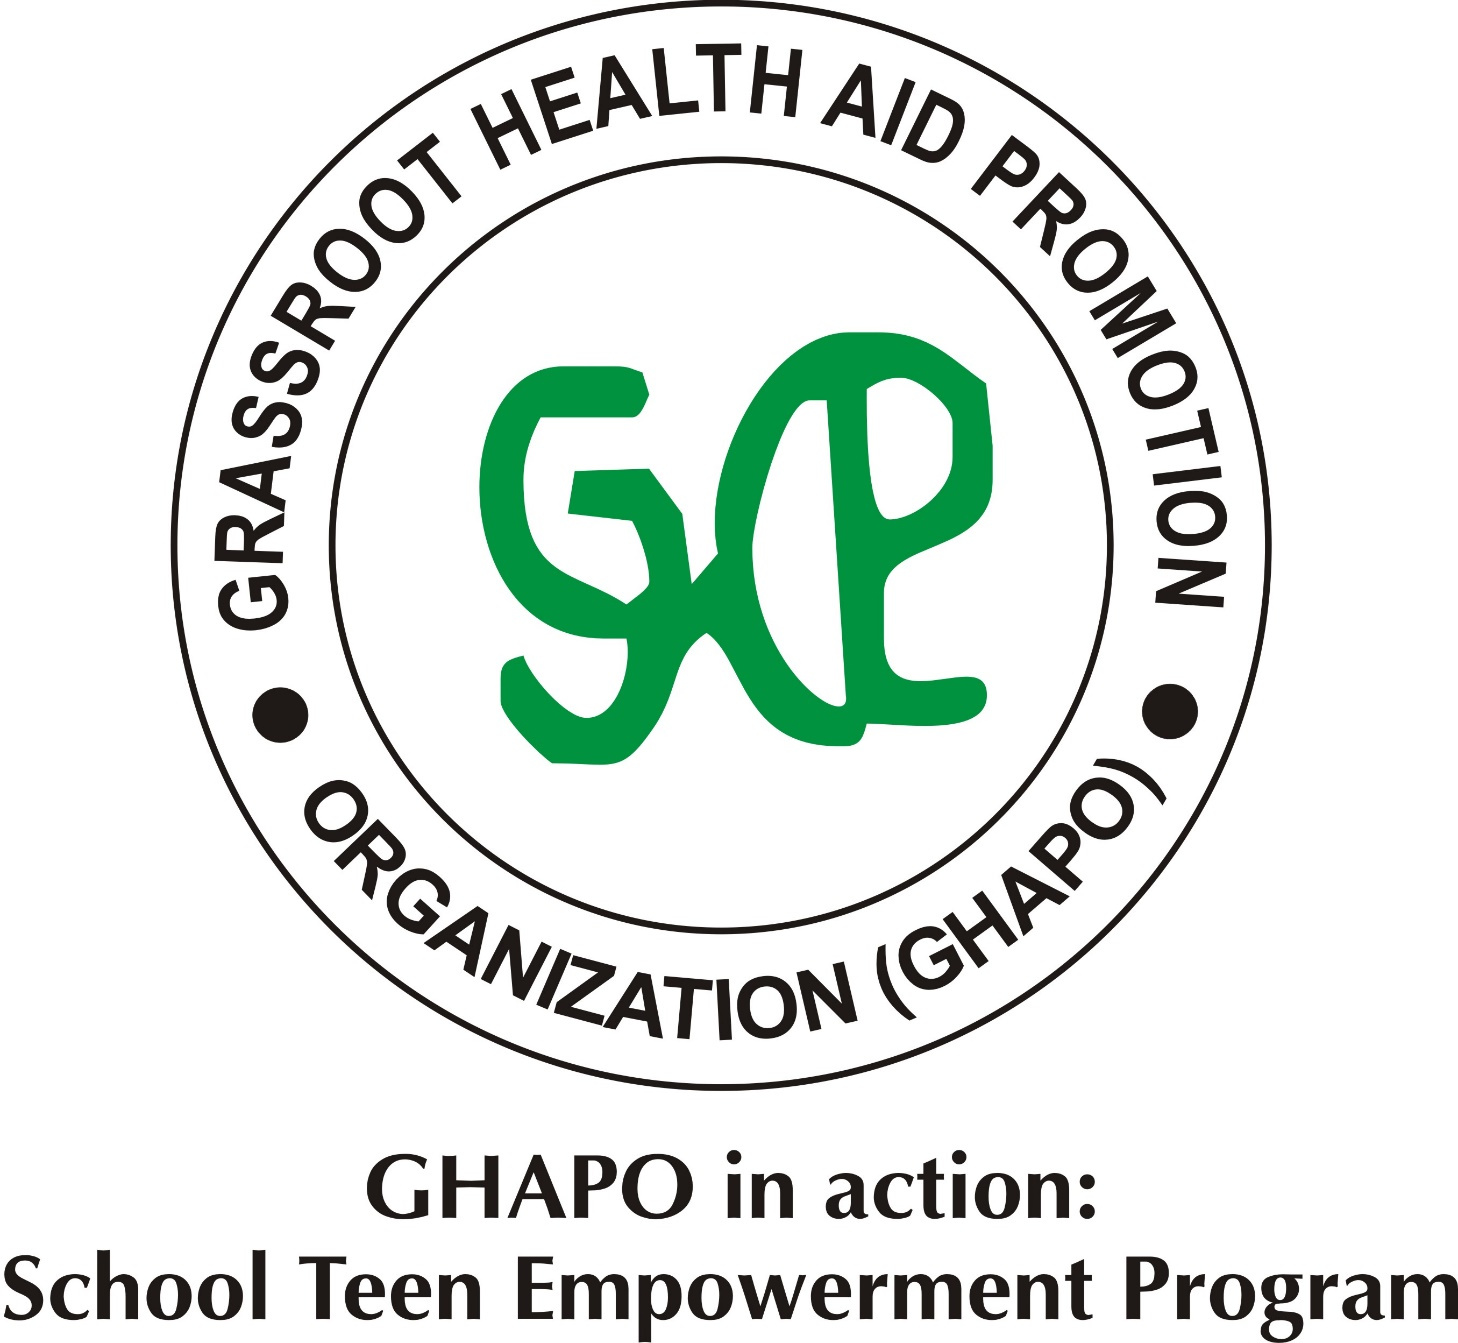 GRASSROOT HEALTH AID PROMOTION
ORGANIZATION (GHAPO)
GHAPO in action:
School Teen Empowerment Program